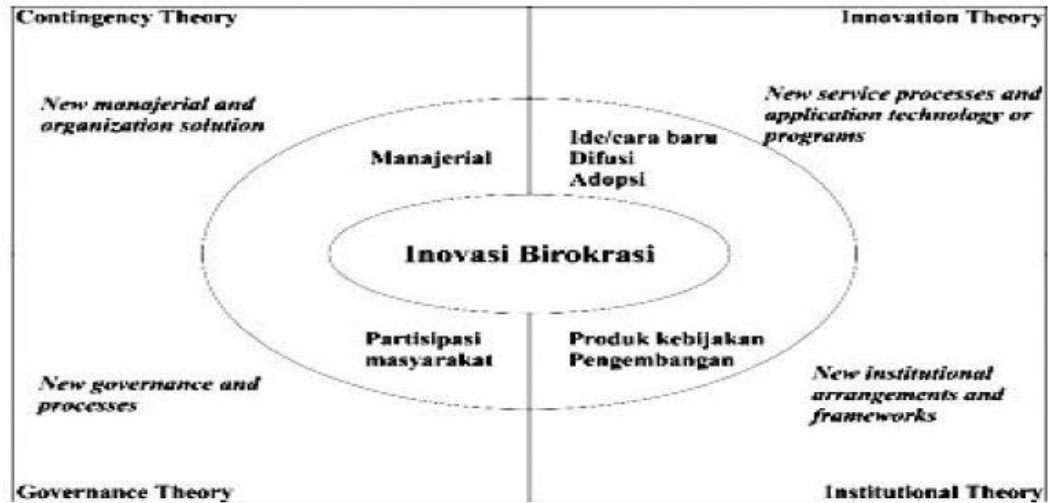 Contingency Theory
Innovation Theory
New manajerial and
organization solution
New service processes and
application technology or
programs
Manajerial
Ide/cara baru
Difusi
Adopsi
Inovasi Birokrasi
Partisipasi
masyarakat
Produk kebijakan
Pengembangan
New governance and
processes
New institutional
arrangements and
frameworks
Governance Theory
Institutional Theory